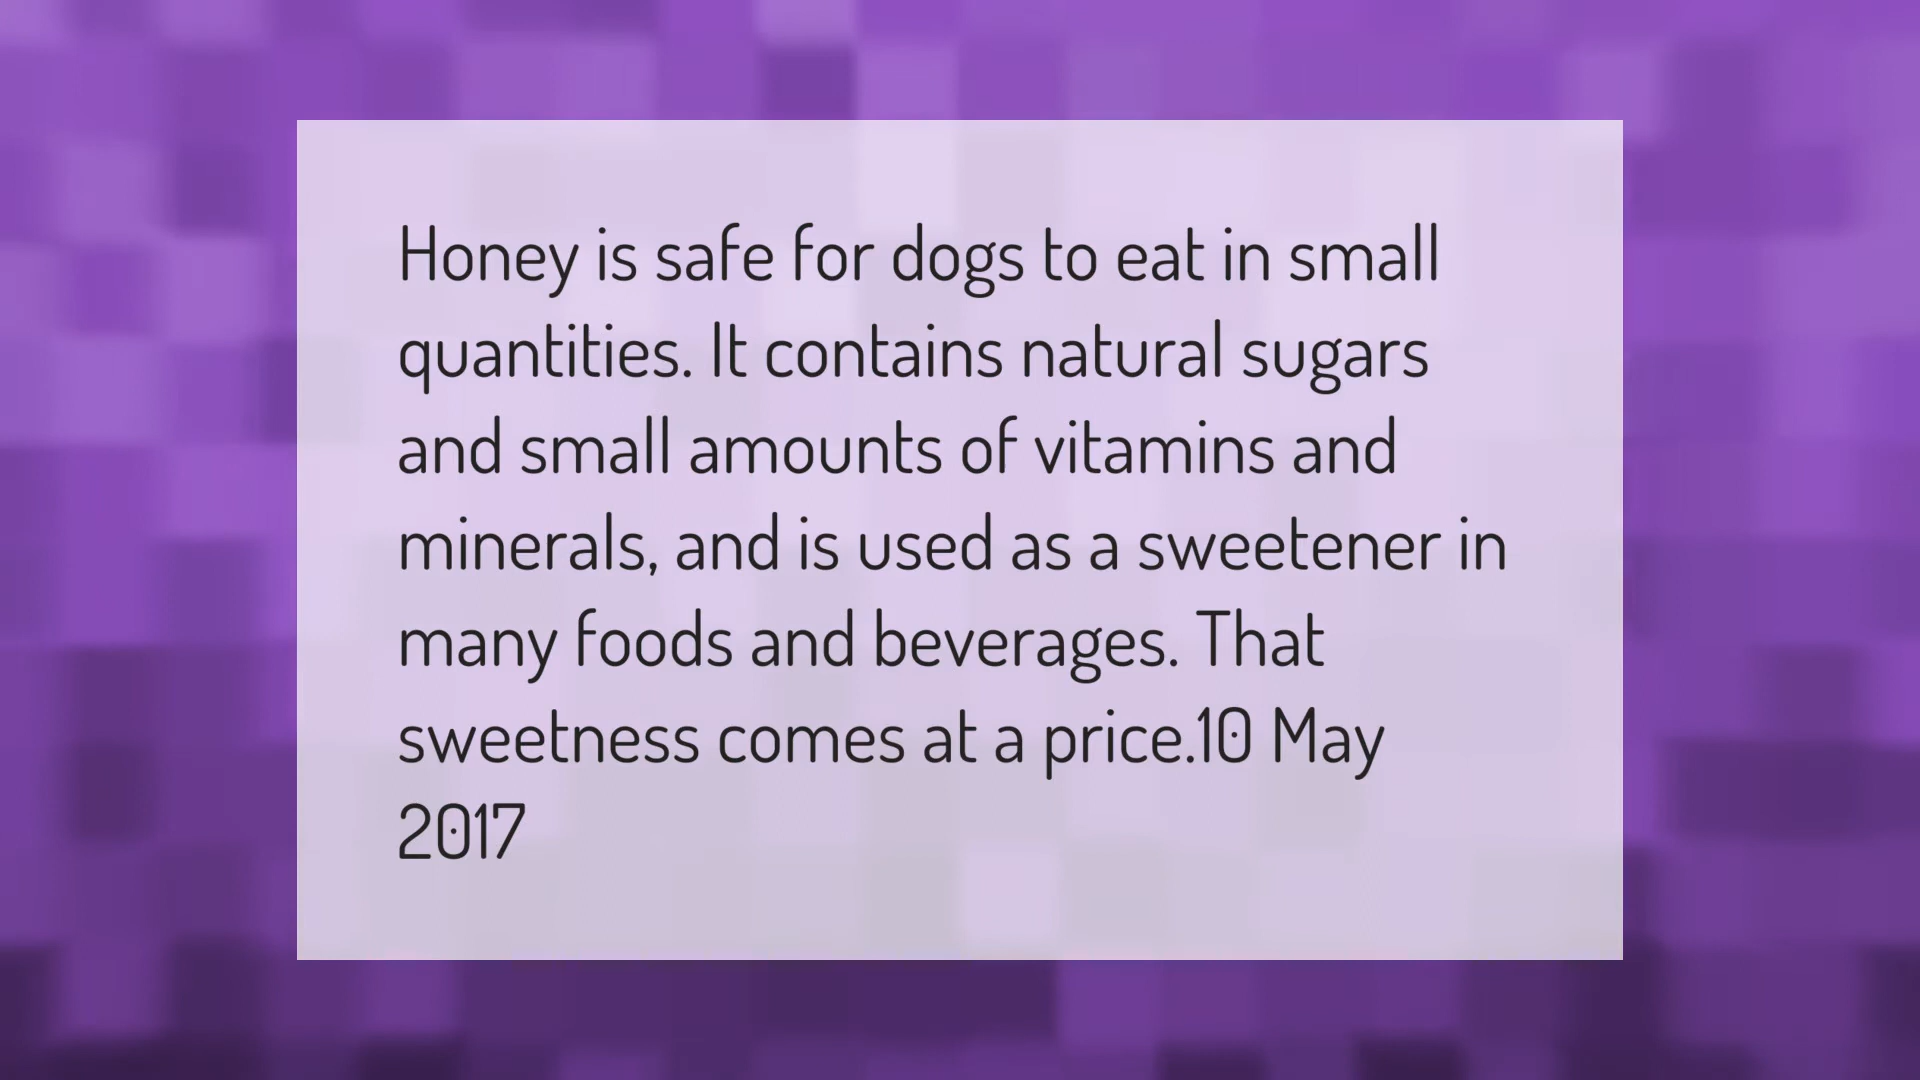 Honey is safe for dogs to eat in small
quantities. It contains natural sugars
and small amounts of vitamins and
minerals, and is used as a sweetener in
many foods and beverages. That
sweetness comes at a price.10 May
2017